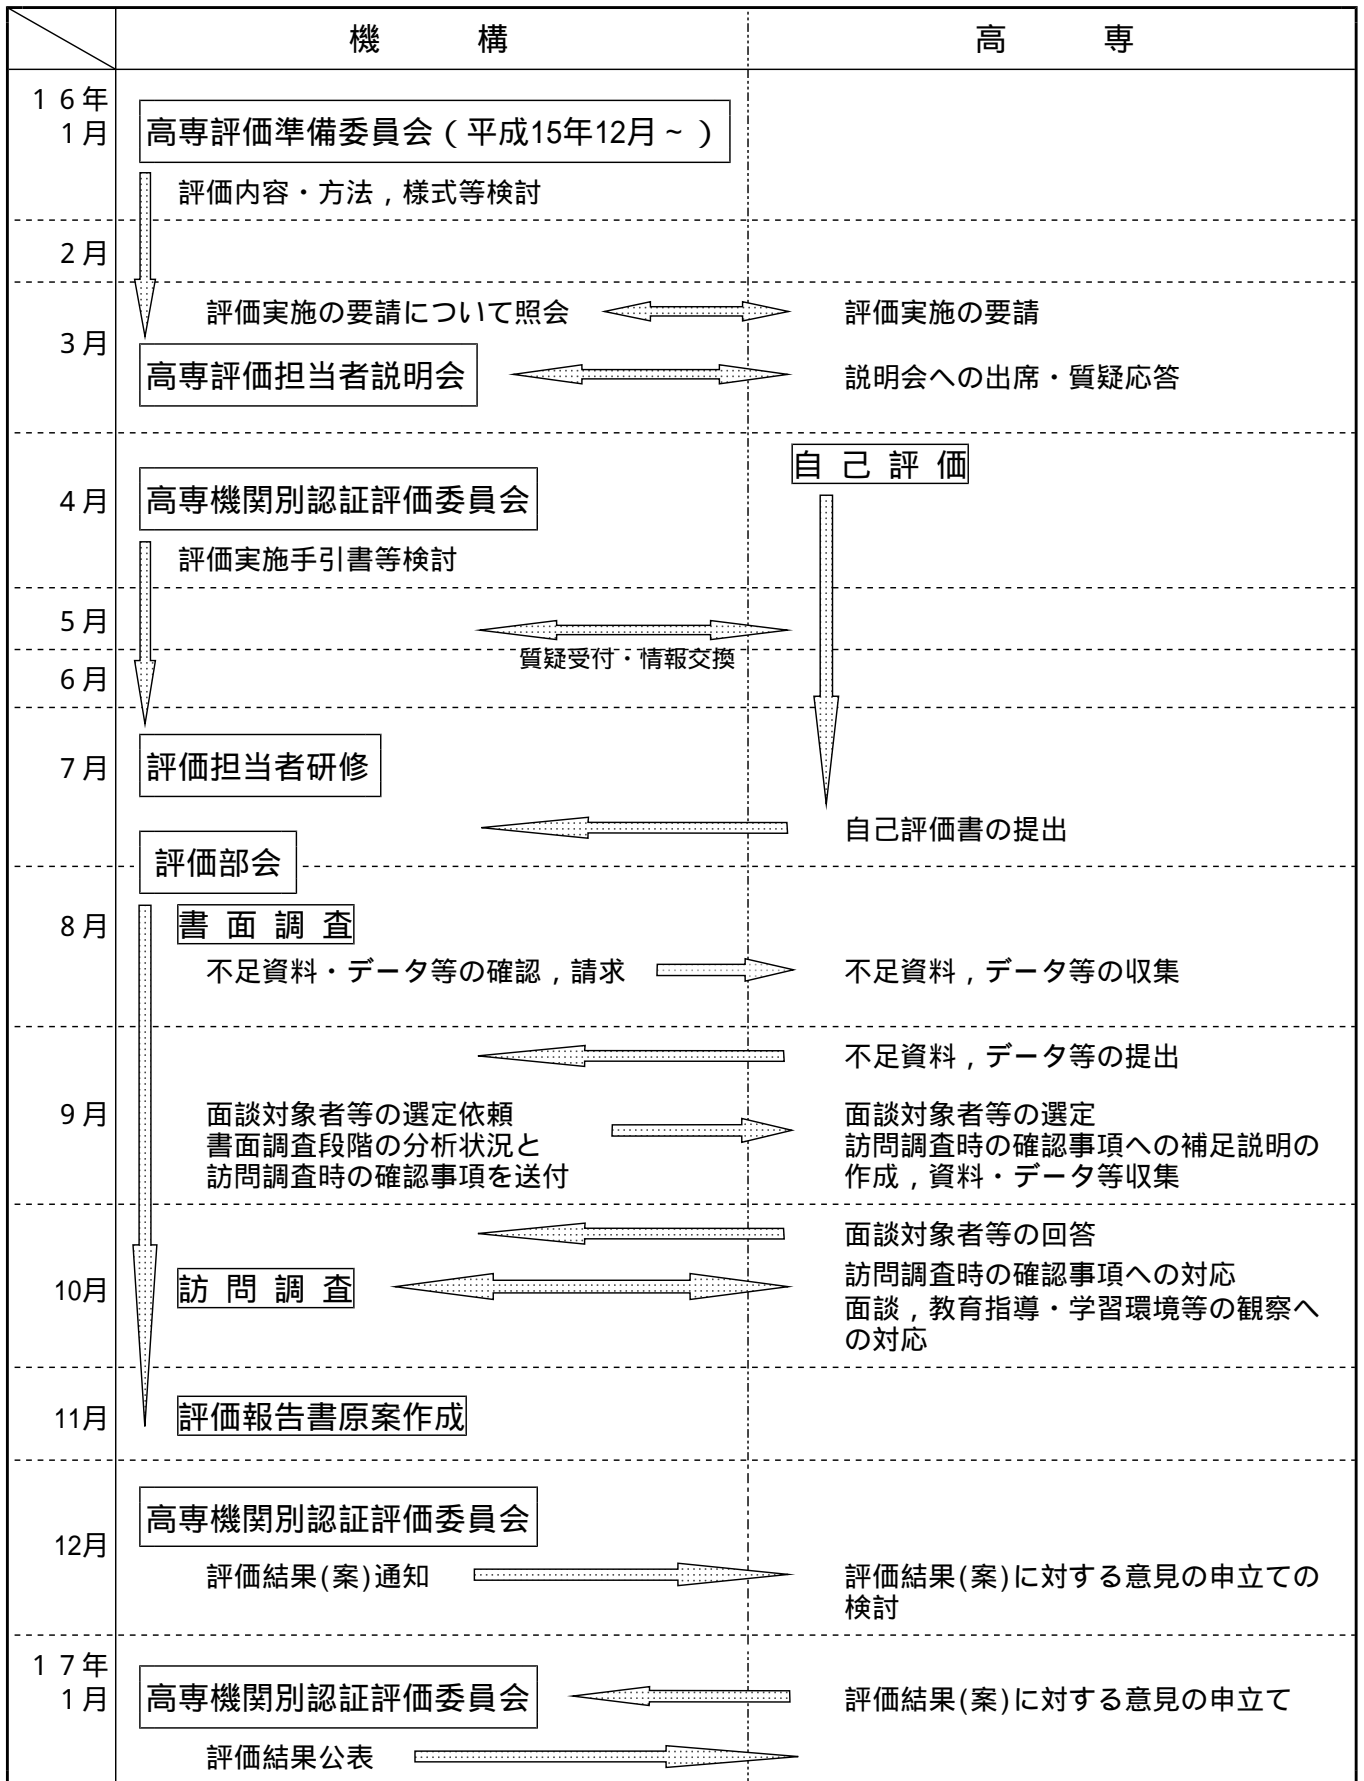 機　構
高　専
１６年
1月
高専評価準備委員会（平成15年12月～）
評価内容・方法，様式等検討
2月
3月
評価実施の要請について照会
評価実施の要請
高専評価担当者説明会
説明会への出席・質疑応答
自己評価
4月
高専機関別認証評価委員会
評価実施手引書等検討
5月
質疑受付・情報交換
6月
7月
評価担当者研修
自己評価書の提出
評価部会
8月
書面調査
不足資料・データ等の確認，請求
不足資料，データ等の収集
不足資料，データ等の提出
9月
面談対象者等の選定依頼
書面調査段階の分析状況と
訪問調査時の確認事項を送付
面談対象者等の選定
訪問調査時の確認事項への補足説明の
作成，資料・データ等収集
面談対象者等の回答
10月
訪問調査
訪問調査時の確認事項への対応
面談，教育指導・学習環境等の観察へ
の対応
11月
評価報告書原案作成
12月
高専機関別認証評価委員会
評価結果(案)通知
評価結果(案)に対する意見の申立ての
検討
１７年
1月
高専機関別認証評価委員会
評価結果(案)に対する意見の申立て
評価結果公表